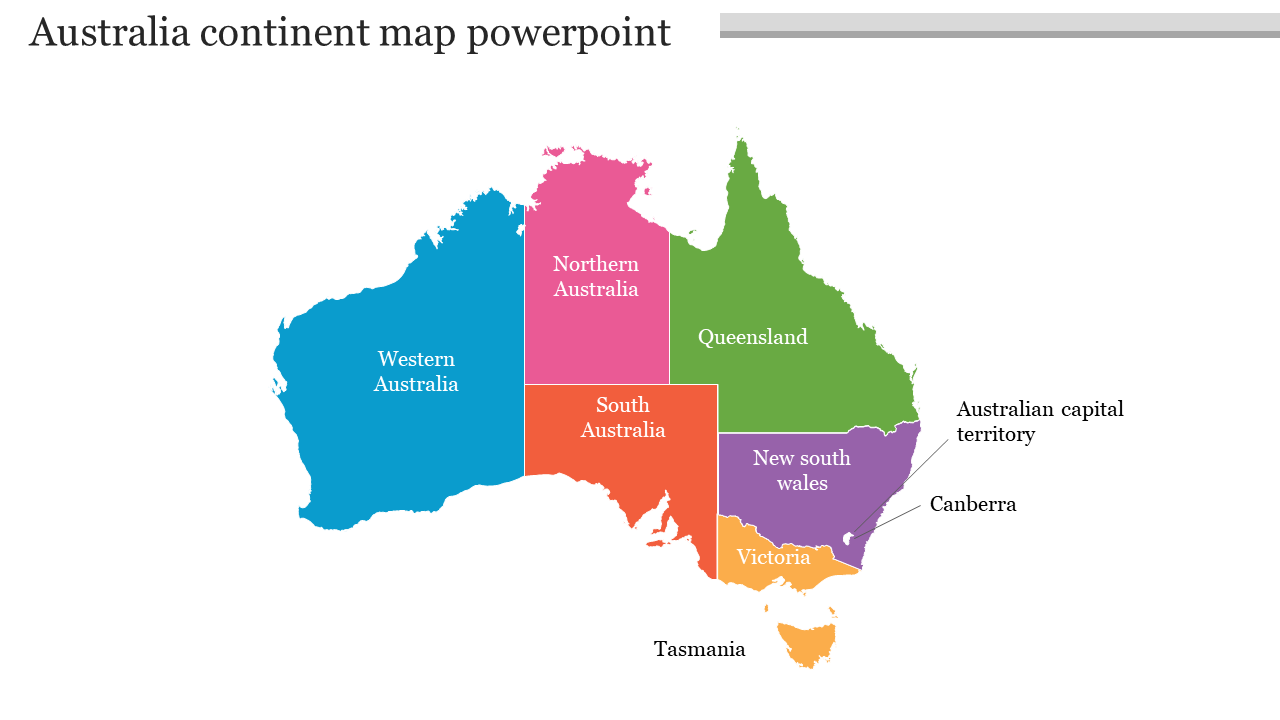 Australia continent map powerpoint
Northern
Australia
Queensland
Western
Australia
South
Australia
Australian capital
territory
New south
wales
Canberra
Victoria
Tasmania